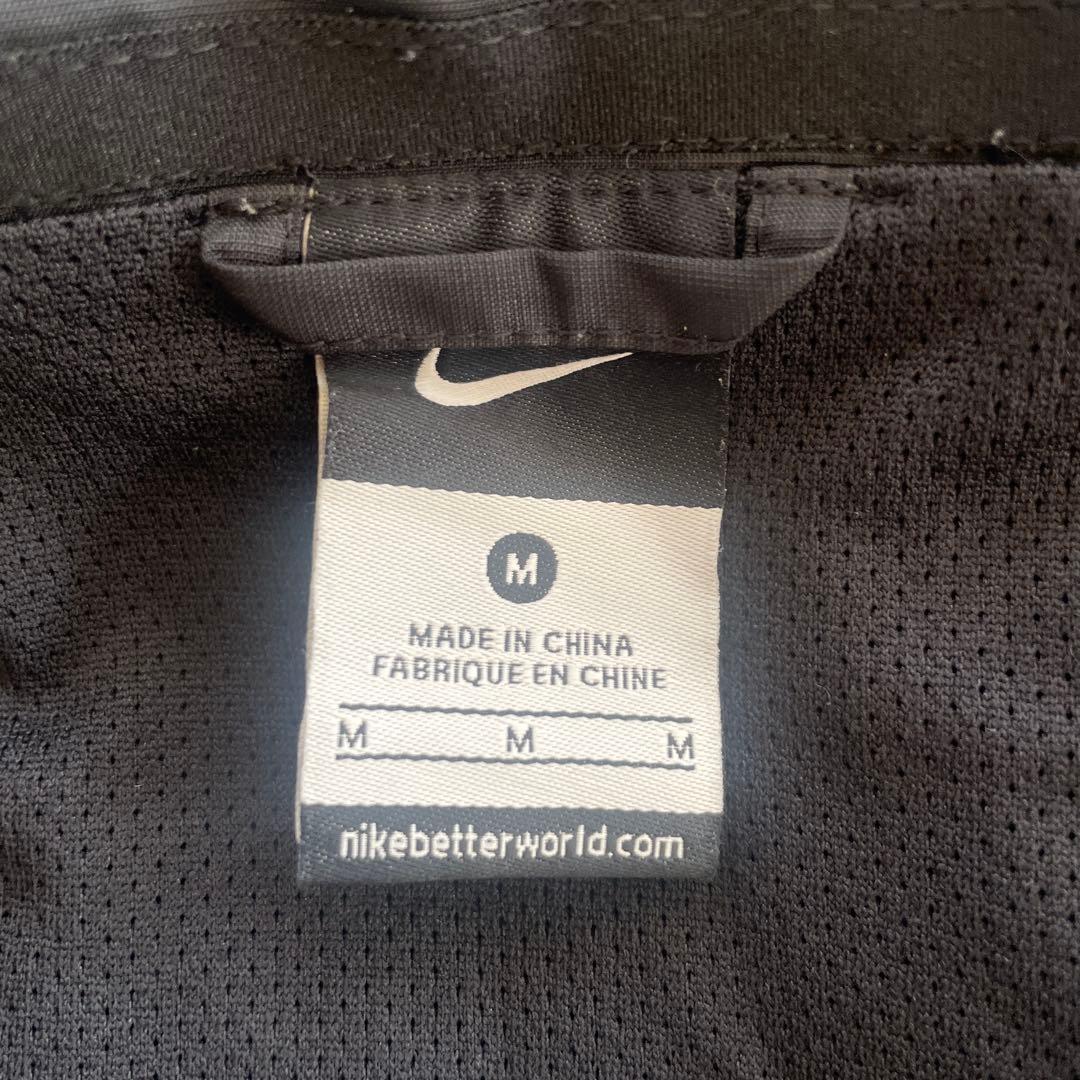 M
MADE IN CHINA
FABRIQUE EN CHINE
M M M
nikebetterworld.com